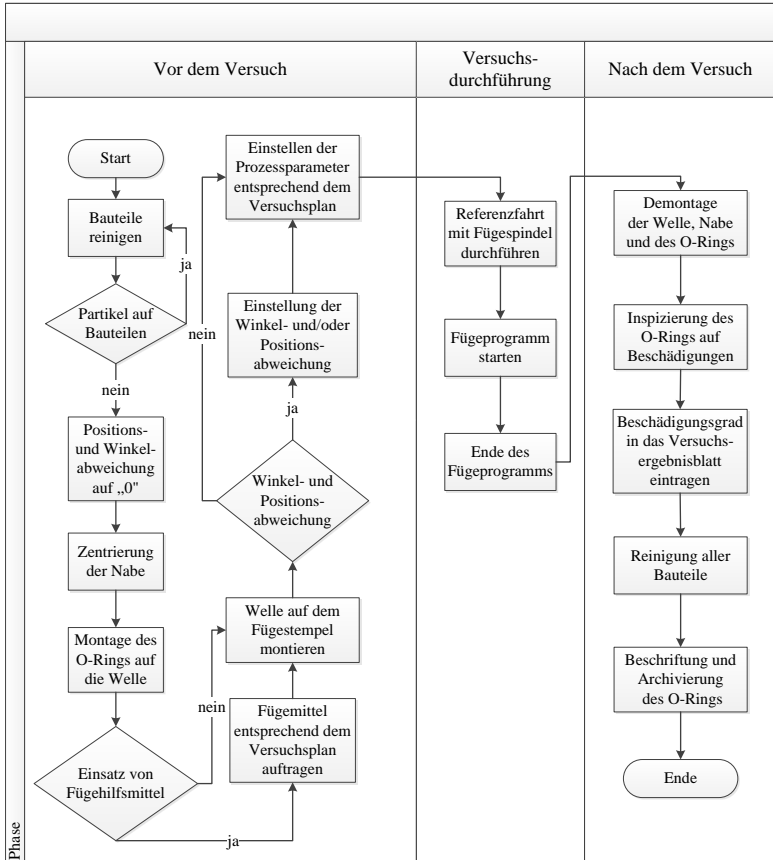 Vor dem Versuch
Versuchs-
durchführung
Nach dem Versuch
Phase
Start
Bauteile
reinigen
ja
Partikel auf
Bauteilen
nein
Positions-
und Winkel-
abweichung
auf „0"
Zentrierung
der Nabe
Montage des
O-Rings auf
die Welle
Einsatz von
Fügehilfsmittel
nein
ja
Fügemittel
entsprechend dem
Versuchsplan
auftragen
Welle auf dem
Fügestempel
montieren
Winkel- und
Positions-
abweichung
nein
ja
Einstellung der
Winkel- und/oder
Positions-
abweichung
Einstellen der
Prozessparameter
entsprechend dem
Versuchsplan
Referenzfahrt
mit Fügespindel
durchführen
Fügeprogramm
starten
Ende des
Fügeprogramms
Demontage
der Welle, Nabe
und des O-Rings
Inspizierung des
O-Rings auf
Beschädigungen
Beschädigungsgrad
in das Versuchs-
ergebnisblatt
eintragen
Reinigung aller
Bauteile
Beschriftung und
Archivierung
des O-Rings
Ende